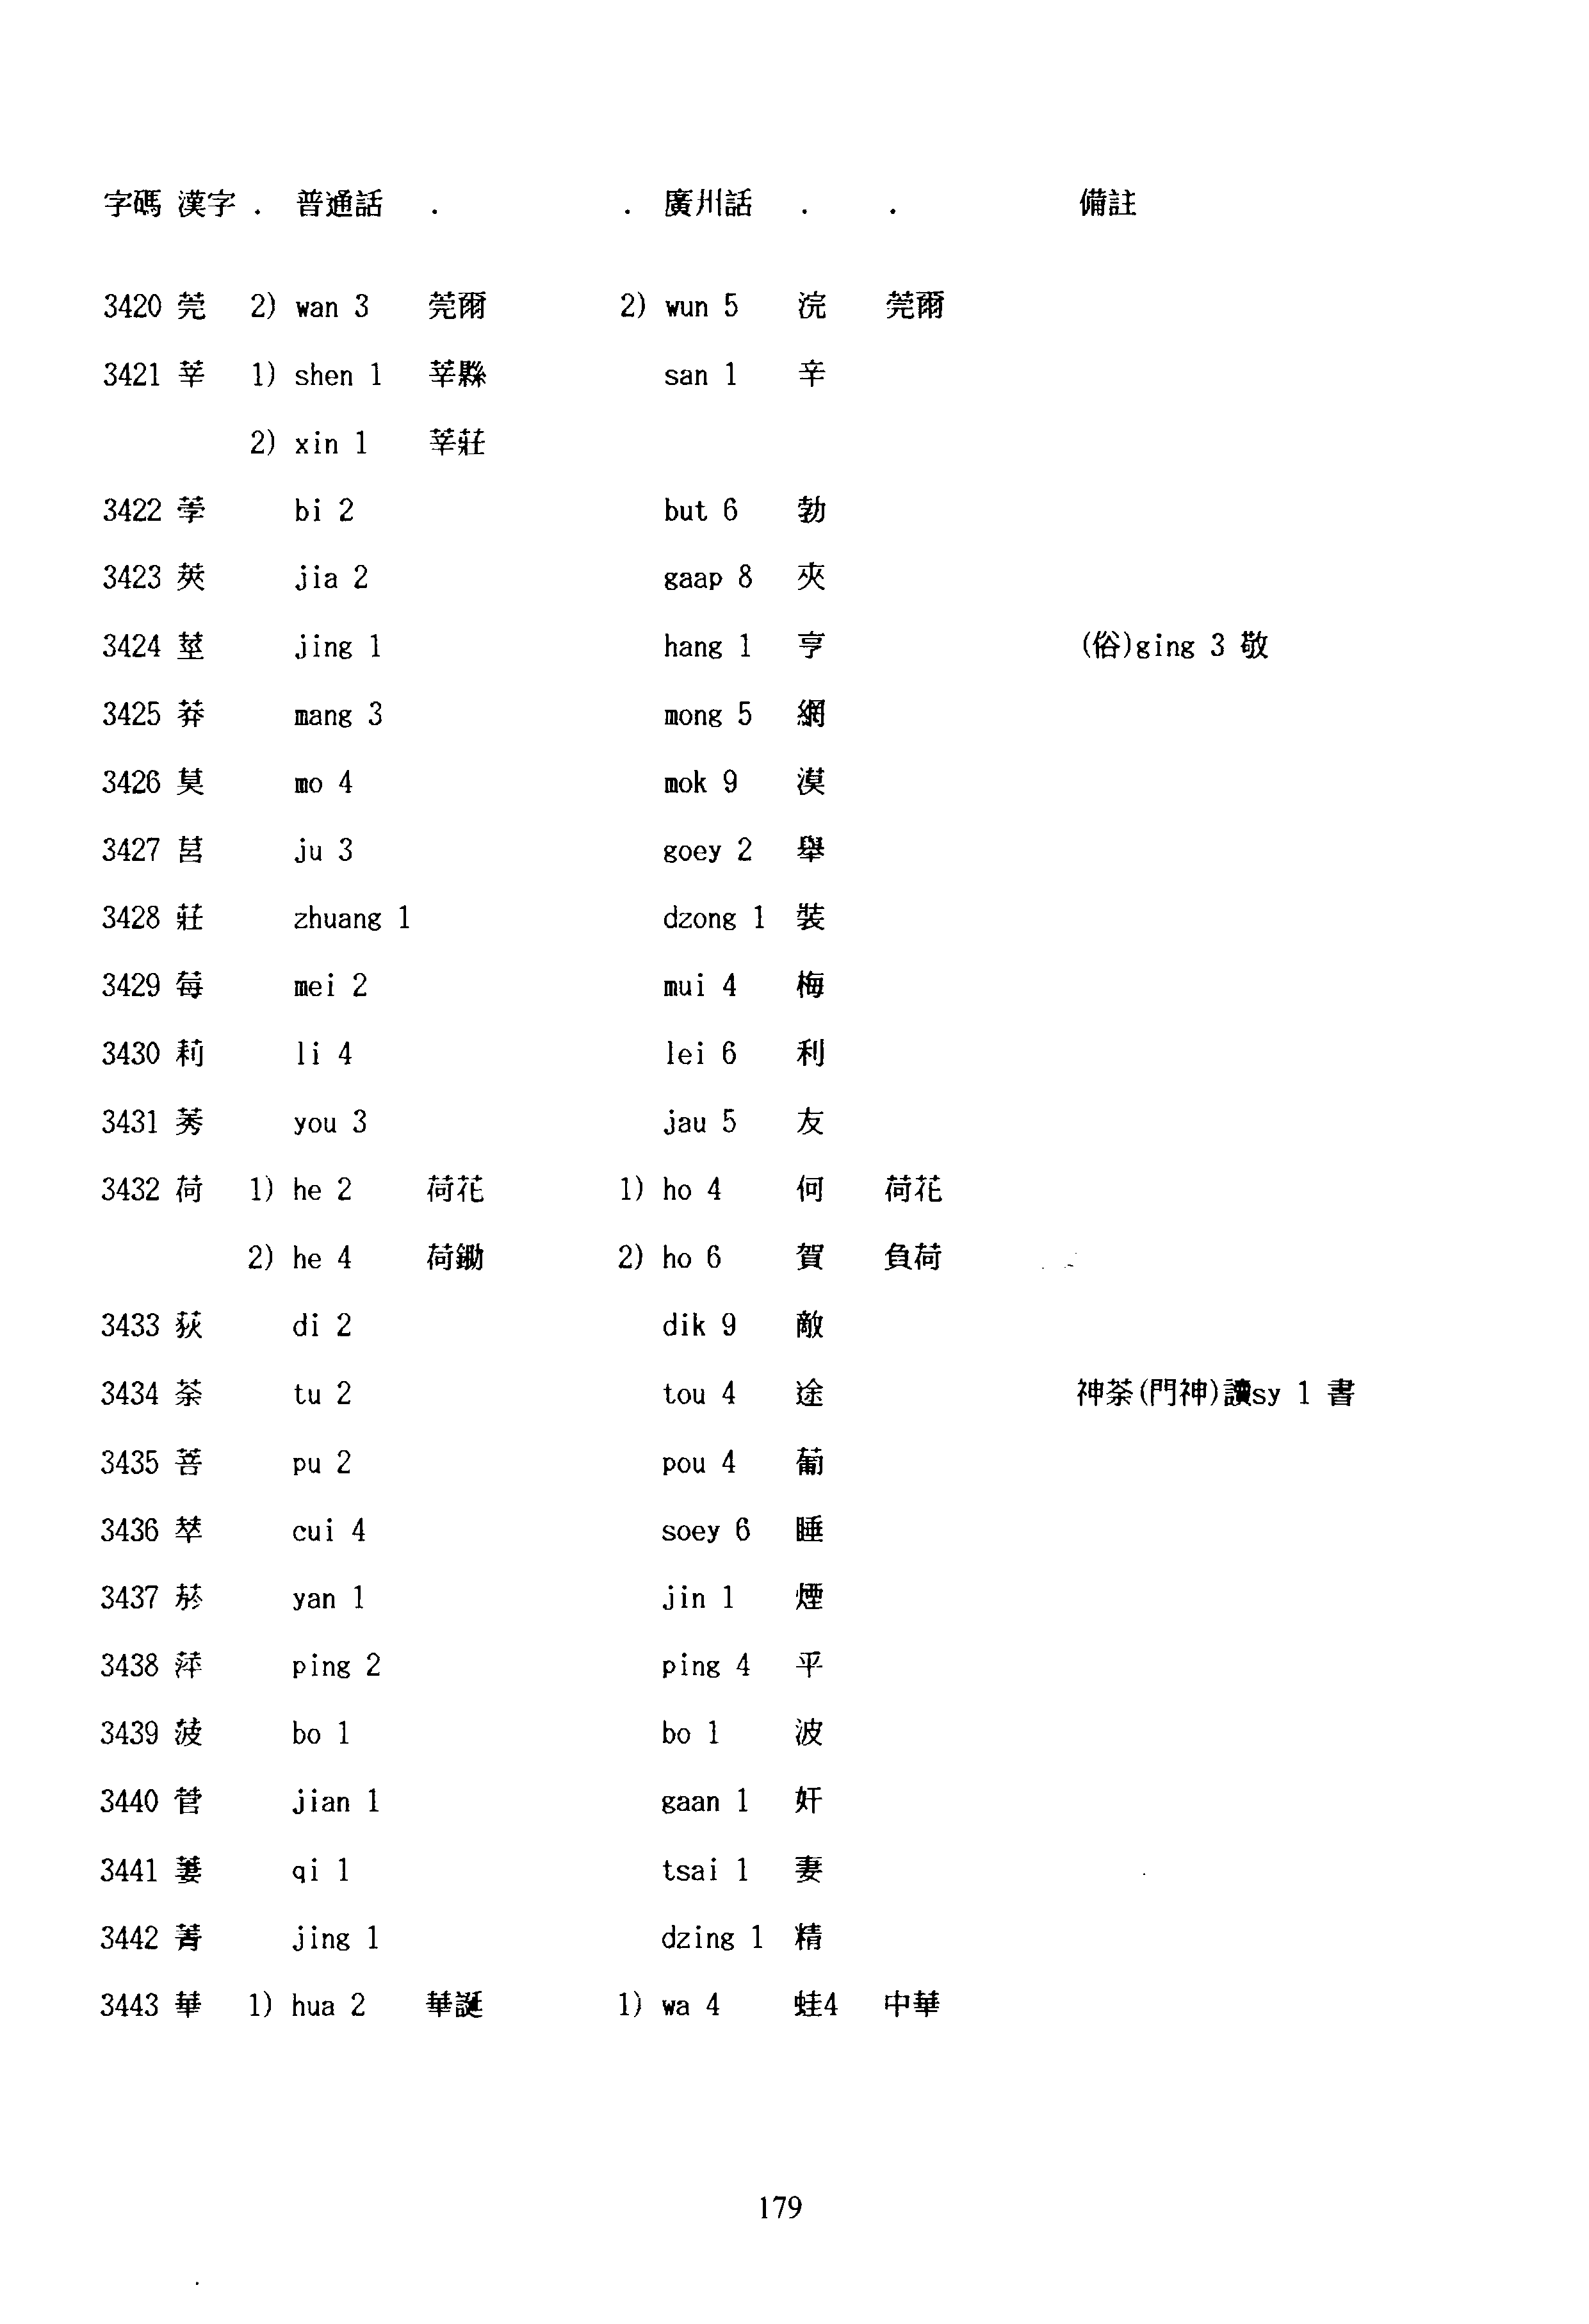 字碼 漢字 . 普通話 . . 廣州話 . . 備註
3420 莞 2) wan 3 莞爾 2) wun 5 浣 莞爾
3421 莘 1) shen 1 莘縣 san 1 辛
2) xin 1 莘莊
3422 荸 bi 2 but 6 勃
3423 莢 jia 2 gaap 8 夾
3424 莖 jing 1 hang 1 亨 (俗)ging 3 敬
3425 莽 mang 3 mong 5 網
3426 莫 mo 4 mok 9 漠
3427 莒 ju 3 goey 2 舉
3428 莊 zhuang 1 dzong 1 裝
3429 莓 mei 2 mui 4 梅
3430 莉 li 4 lei 6 利
3431 莠 you 3 jau 5 友
3432 荷 1) he 2 荷花 1) ho 4 何 荷花
2) he 4 荷鋤 2) ho 6 賀 負荷
3433 荻 di 2 dik 9 敵
3434 荼 tu 2 tou 4 途 神荼(門神)讀sy 1 書
3435 菩 pu 2 pou 4 葡
3436 萃 cui 4 soey 6 睡
3437 菸 yan 1 jin 1 煙
3438 萍 ping 2 ping 4 平
3439 菠 bo 1 bo 1 波
3440 菅 jian 1 gaan 1 奸
3441 萋 qi 1 tsai 1 妻
3442 菁 jing 1 dzing 1 精
3443 華 1) hua 2 華誕 1) wa 4 蛙4 中華
179